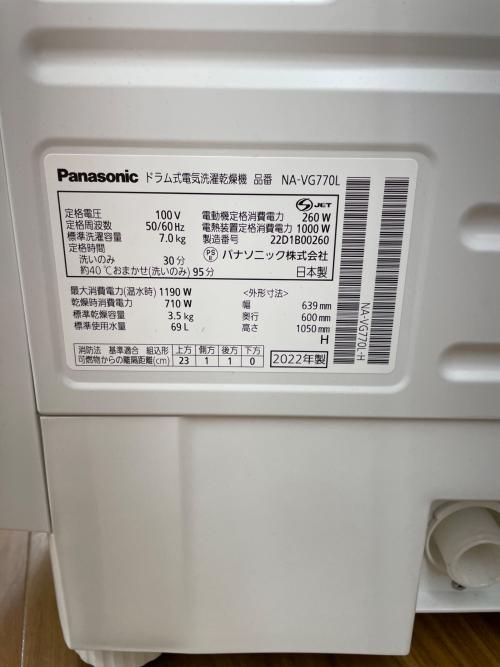 Panasonic ドラム式電気洗濯乾燥機 品番 NA-VG770L
定格電圧 100 V
定格周波数 50/60 Hz
標準洗濯容量 7.0 kg
定格時間
洗いのみ 30 分
約40℃おまかせ(洗いのみ) 95分
S JET
電動機定格消費電力 260 W
電熱装置定格消費電力 1000 W
製造番号 22D1B00260
PS E パナソニック株式会社
日本製
最大消費電力(温水時) 1190 W
乾燥時消費電力 710 W
標準乾燥容量 3.5 kg
標準使用水量 69 L
<外形寸法>
幅 639 mm
奥行 600 mm
高さ 1050 mm
H
消防法 基準適合 組込形 上方 側方 後方 下方
可燃物からの離隔距離(cm) 23 1 1 0
2022年製
NA-VG770L-H